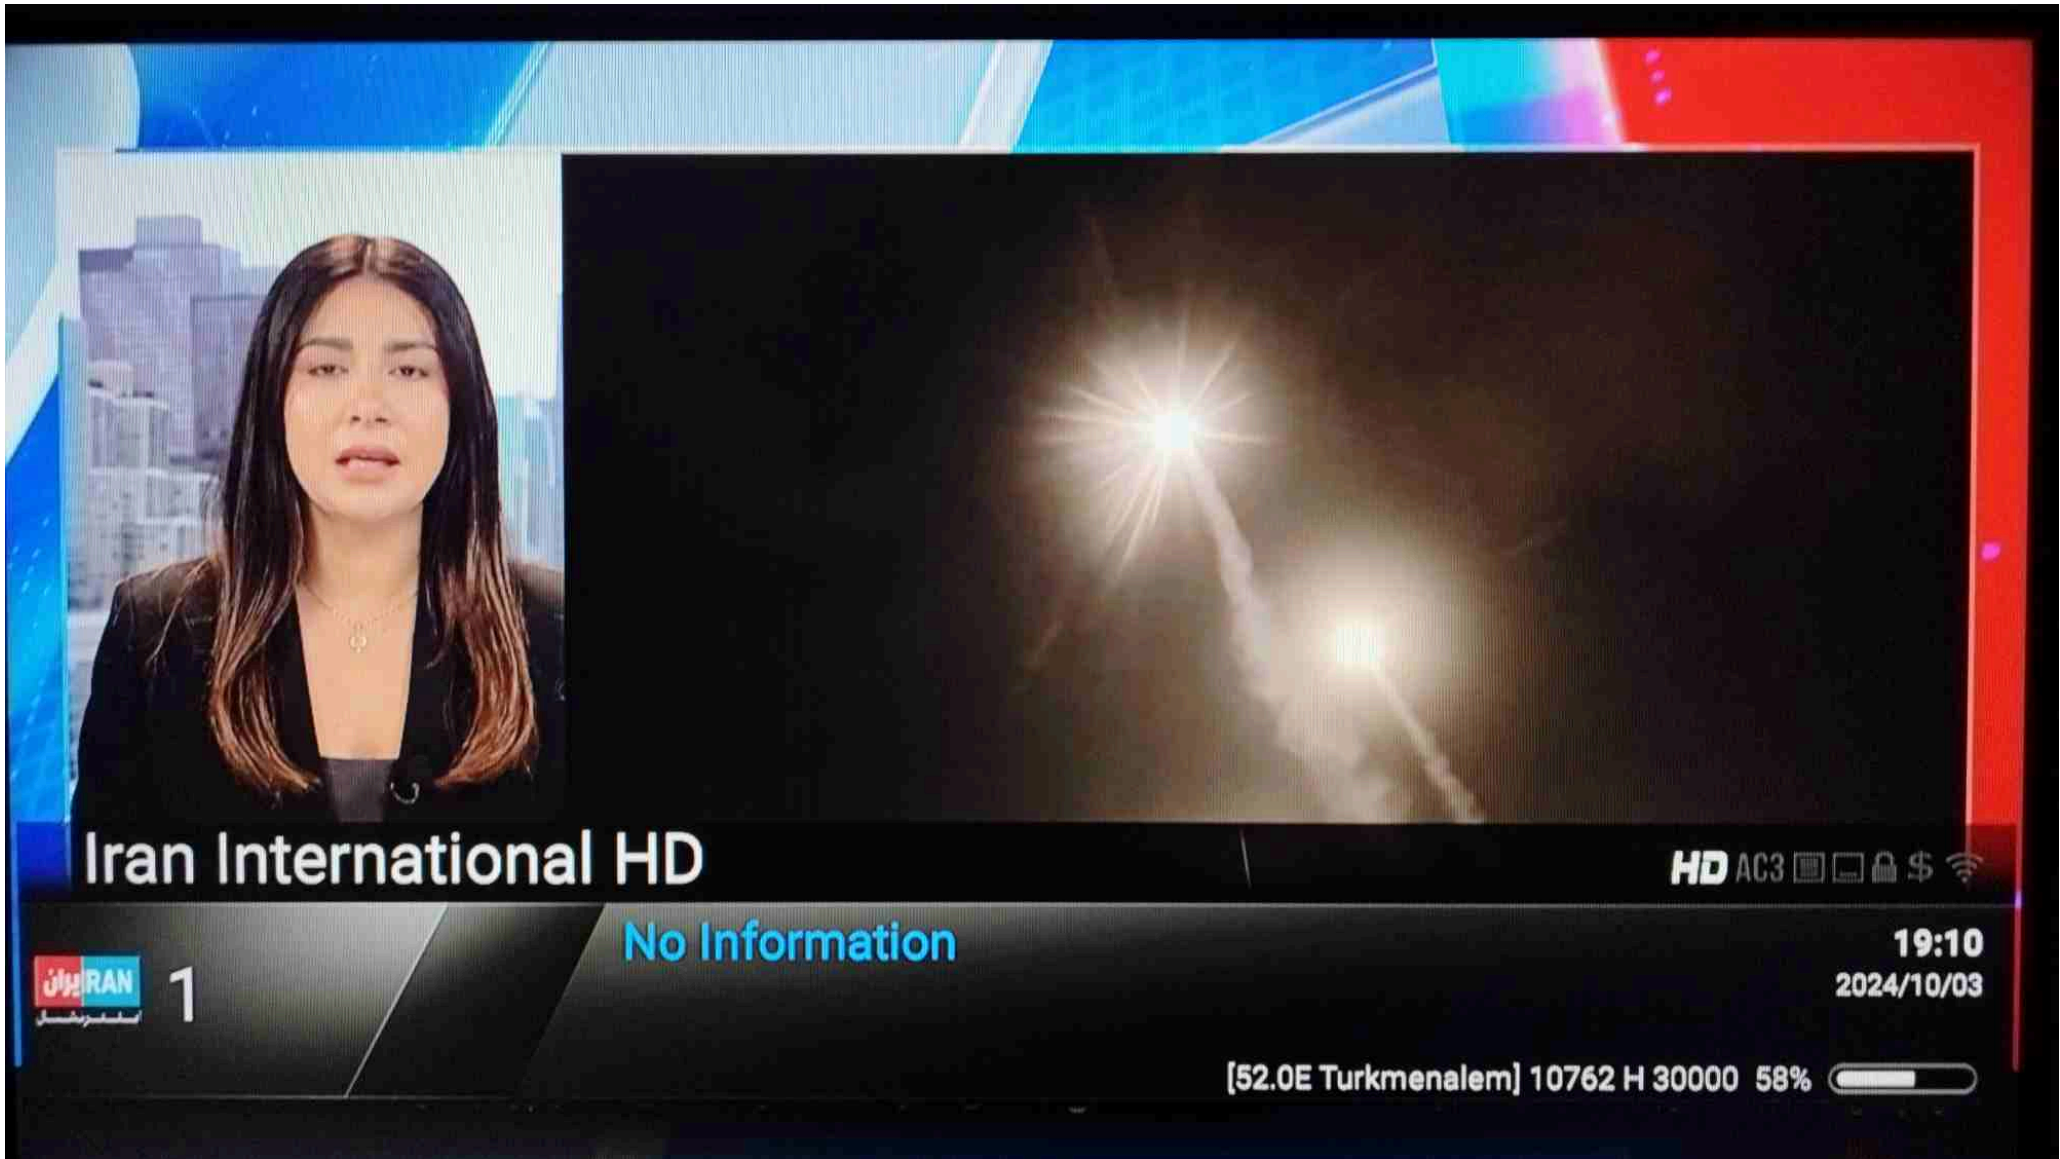 Iran International HD
HD AC3 $
ایران IRAN
اینترنشنال
1
No Information
19:10
2024/10/03
[52.0E Turkmenalem] 10762 H 30000 58%